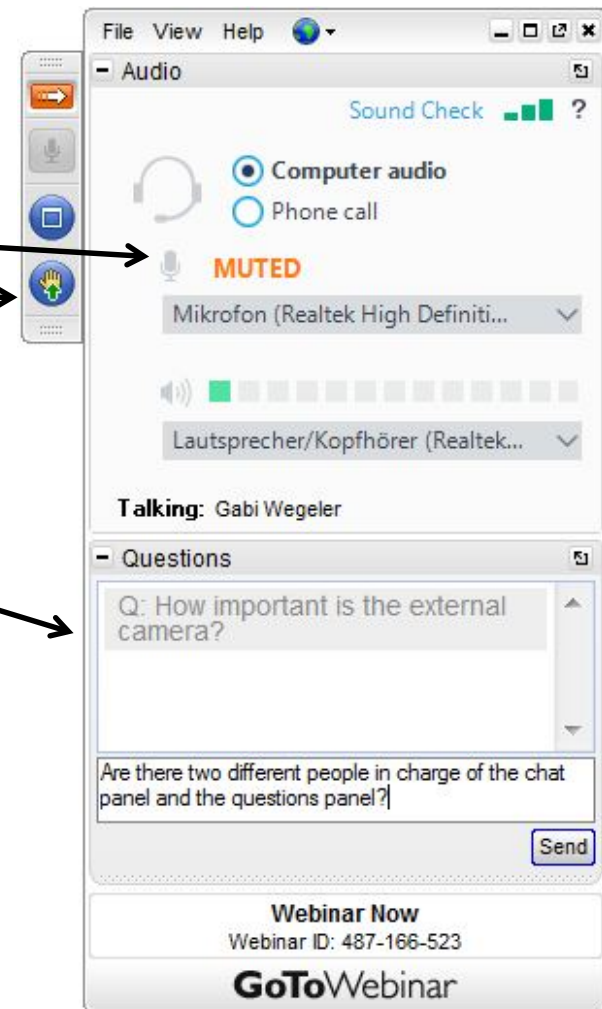 File View Help
Audio
Sound Check ?
Computer audio
Phone call
MUTED
Mikrofon (Realtek High Definiti...
Lautsprecher/Kopfhörer (Realtek...
Talking: Gabi Wegeler
Questions
Q: How important is the external
camera?
Are there two different people in charge of the chat
panel and the questions panel?
Send
Webinar Now
Webinar ID: 487-166-523
GoToWebinar